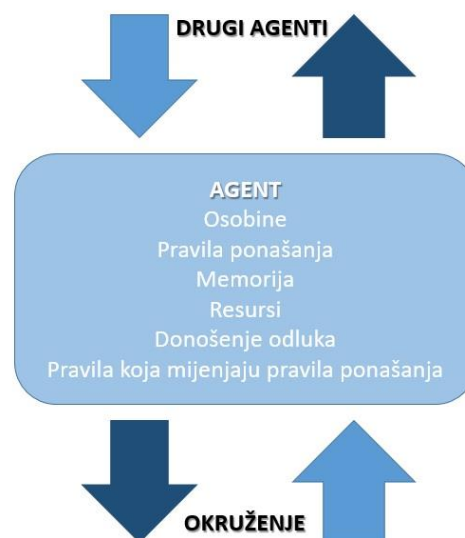 DRUGI AGENTI
AGENT
Osobine
Pravila ponašanja
Memorija
Resursi
Donošenje odluka
Pravila koja mijenjaju pravila ponašanja
OKRUŽENJE